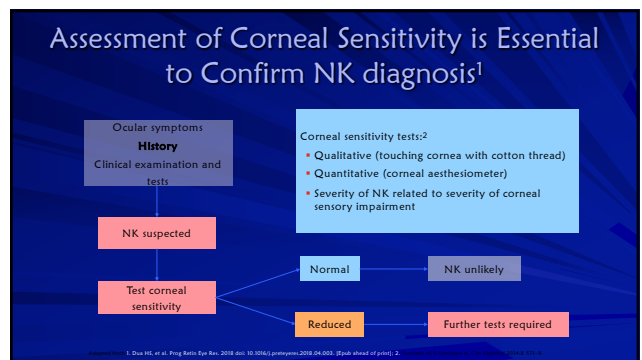 Assessment of Corneal Sensitivity is Essential
to Confirm NK diagnosis1
Ocular symptoms
History
Clinical examination and
tests
NK suspected
Test corneal
sensitivity
Corneal sensitivity tests:2
▪ Qualitative (touching cornea with cotton thread)
▪ Quantitative (corneal aesthesiometer)
▪ Severity of NK related to severity of corneal
sensory impairment
Normal
NK unlikely
Reduced
Further tests required
1. Dua HS, et al. Prog Retin Eye Res. 2018 doi: 10.1016/j.preteyeres.2018.04.003. [Epub ahead of print]; 2.